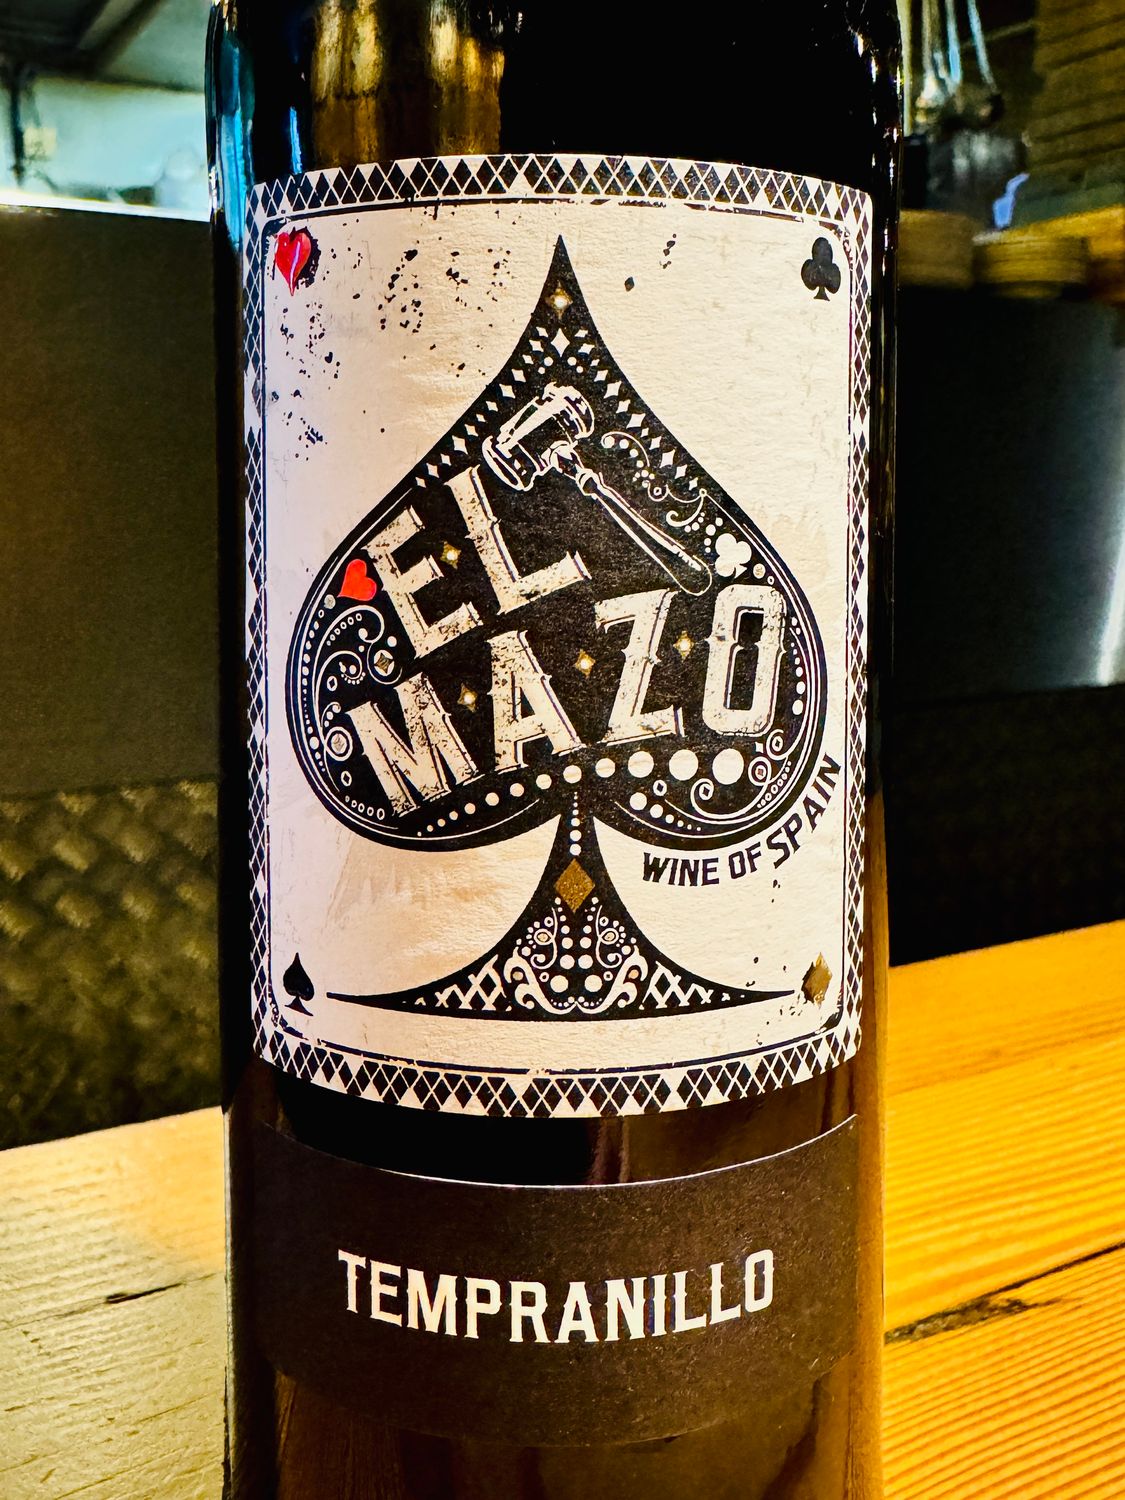 EL
MAZO
WINE OF SPAIN
TEMPRANILLO